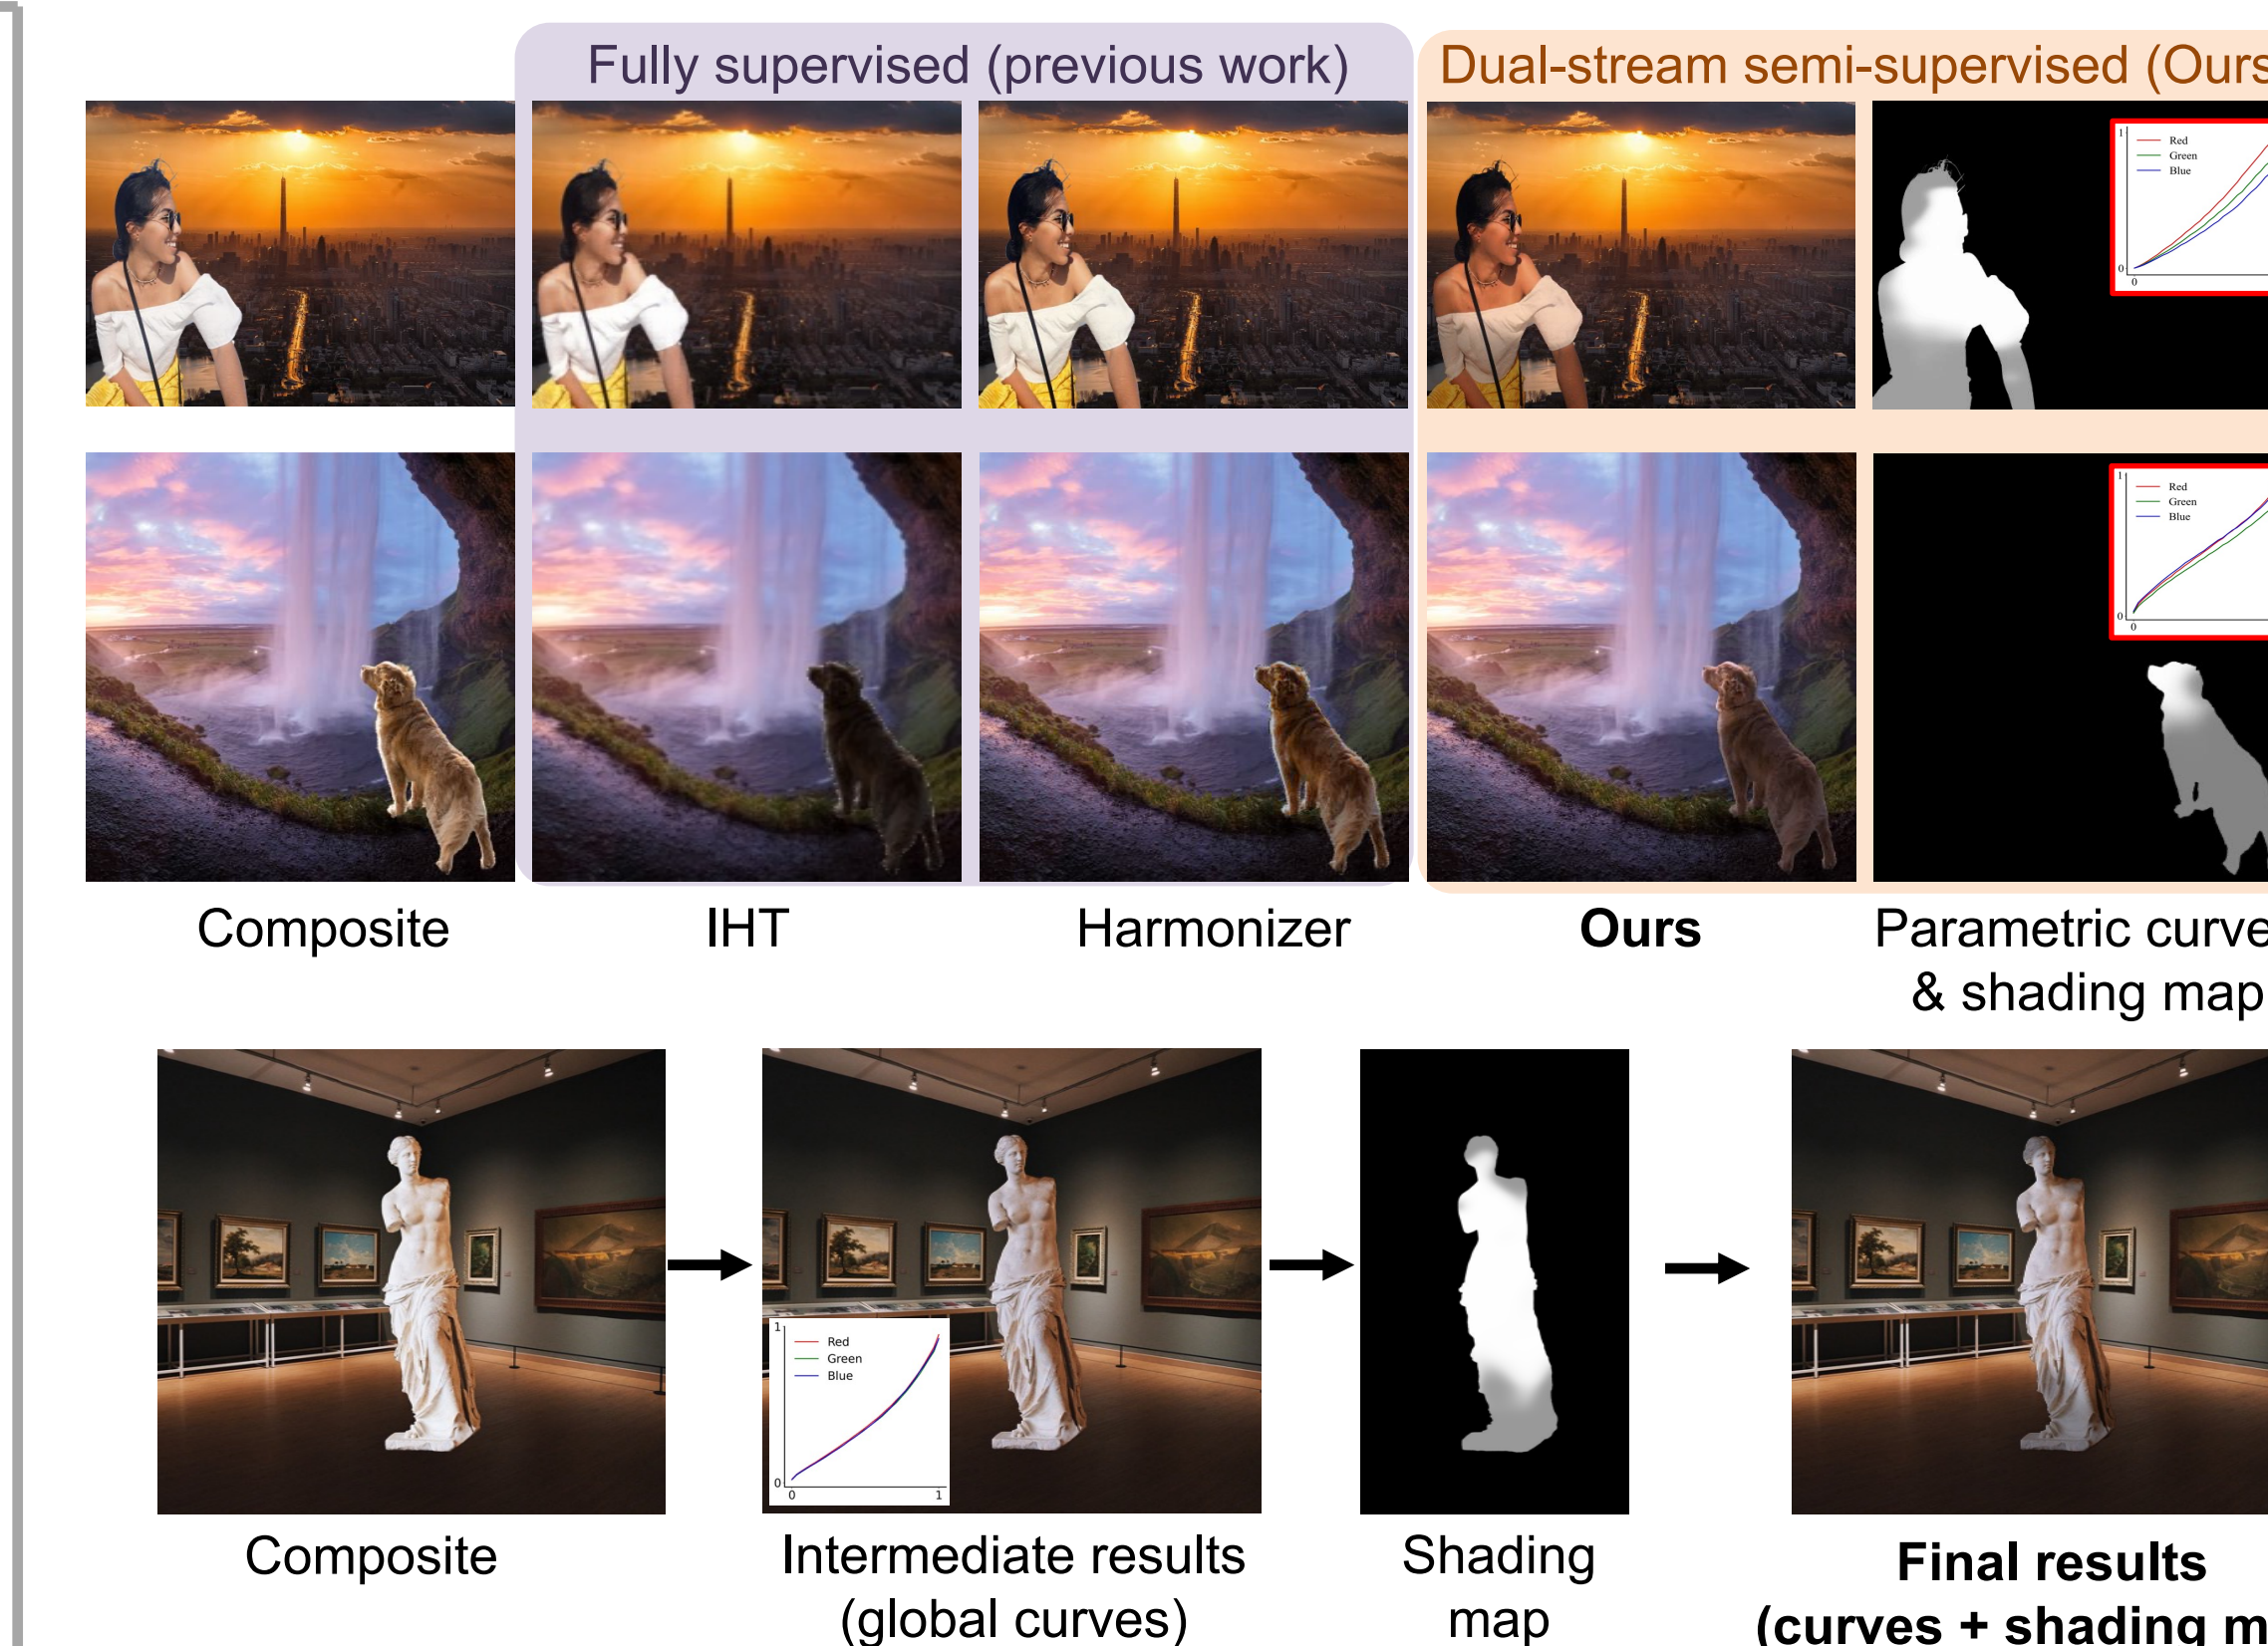 Fully supervised (previous work)
Dual-stream semi-supervised (Ours
1
Red
Green
Blue
0
0
1
Red
Green
Blue
0
0
Composite
IHT
Harmonizer
Ours
Parametric curve
& shading map
1
Red
Green
Blue
0
0
1
Composite
Intermediate results
(global curves)
Shading
map
Final results
(curves + shading m